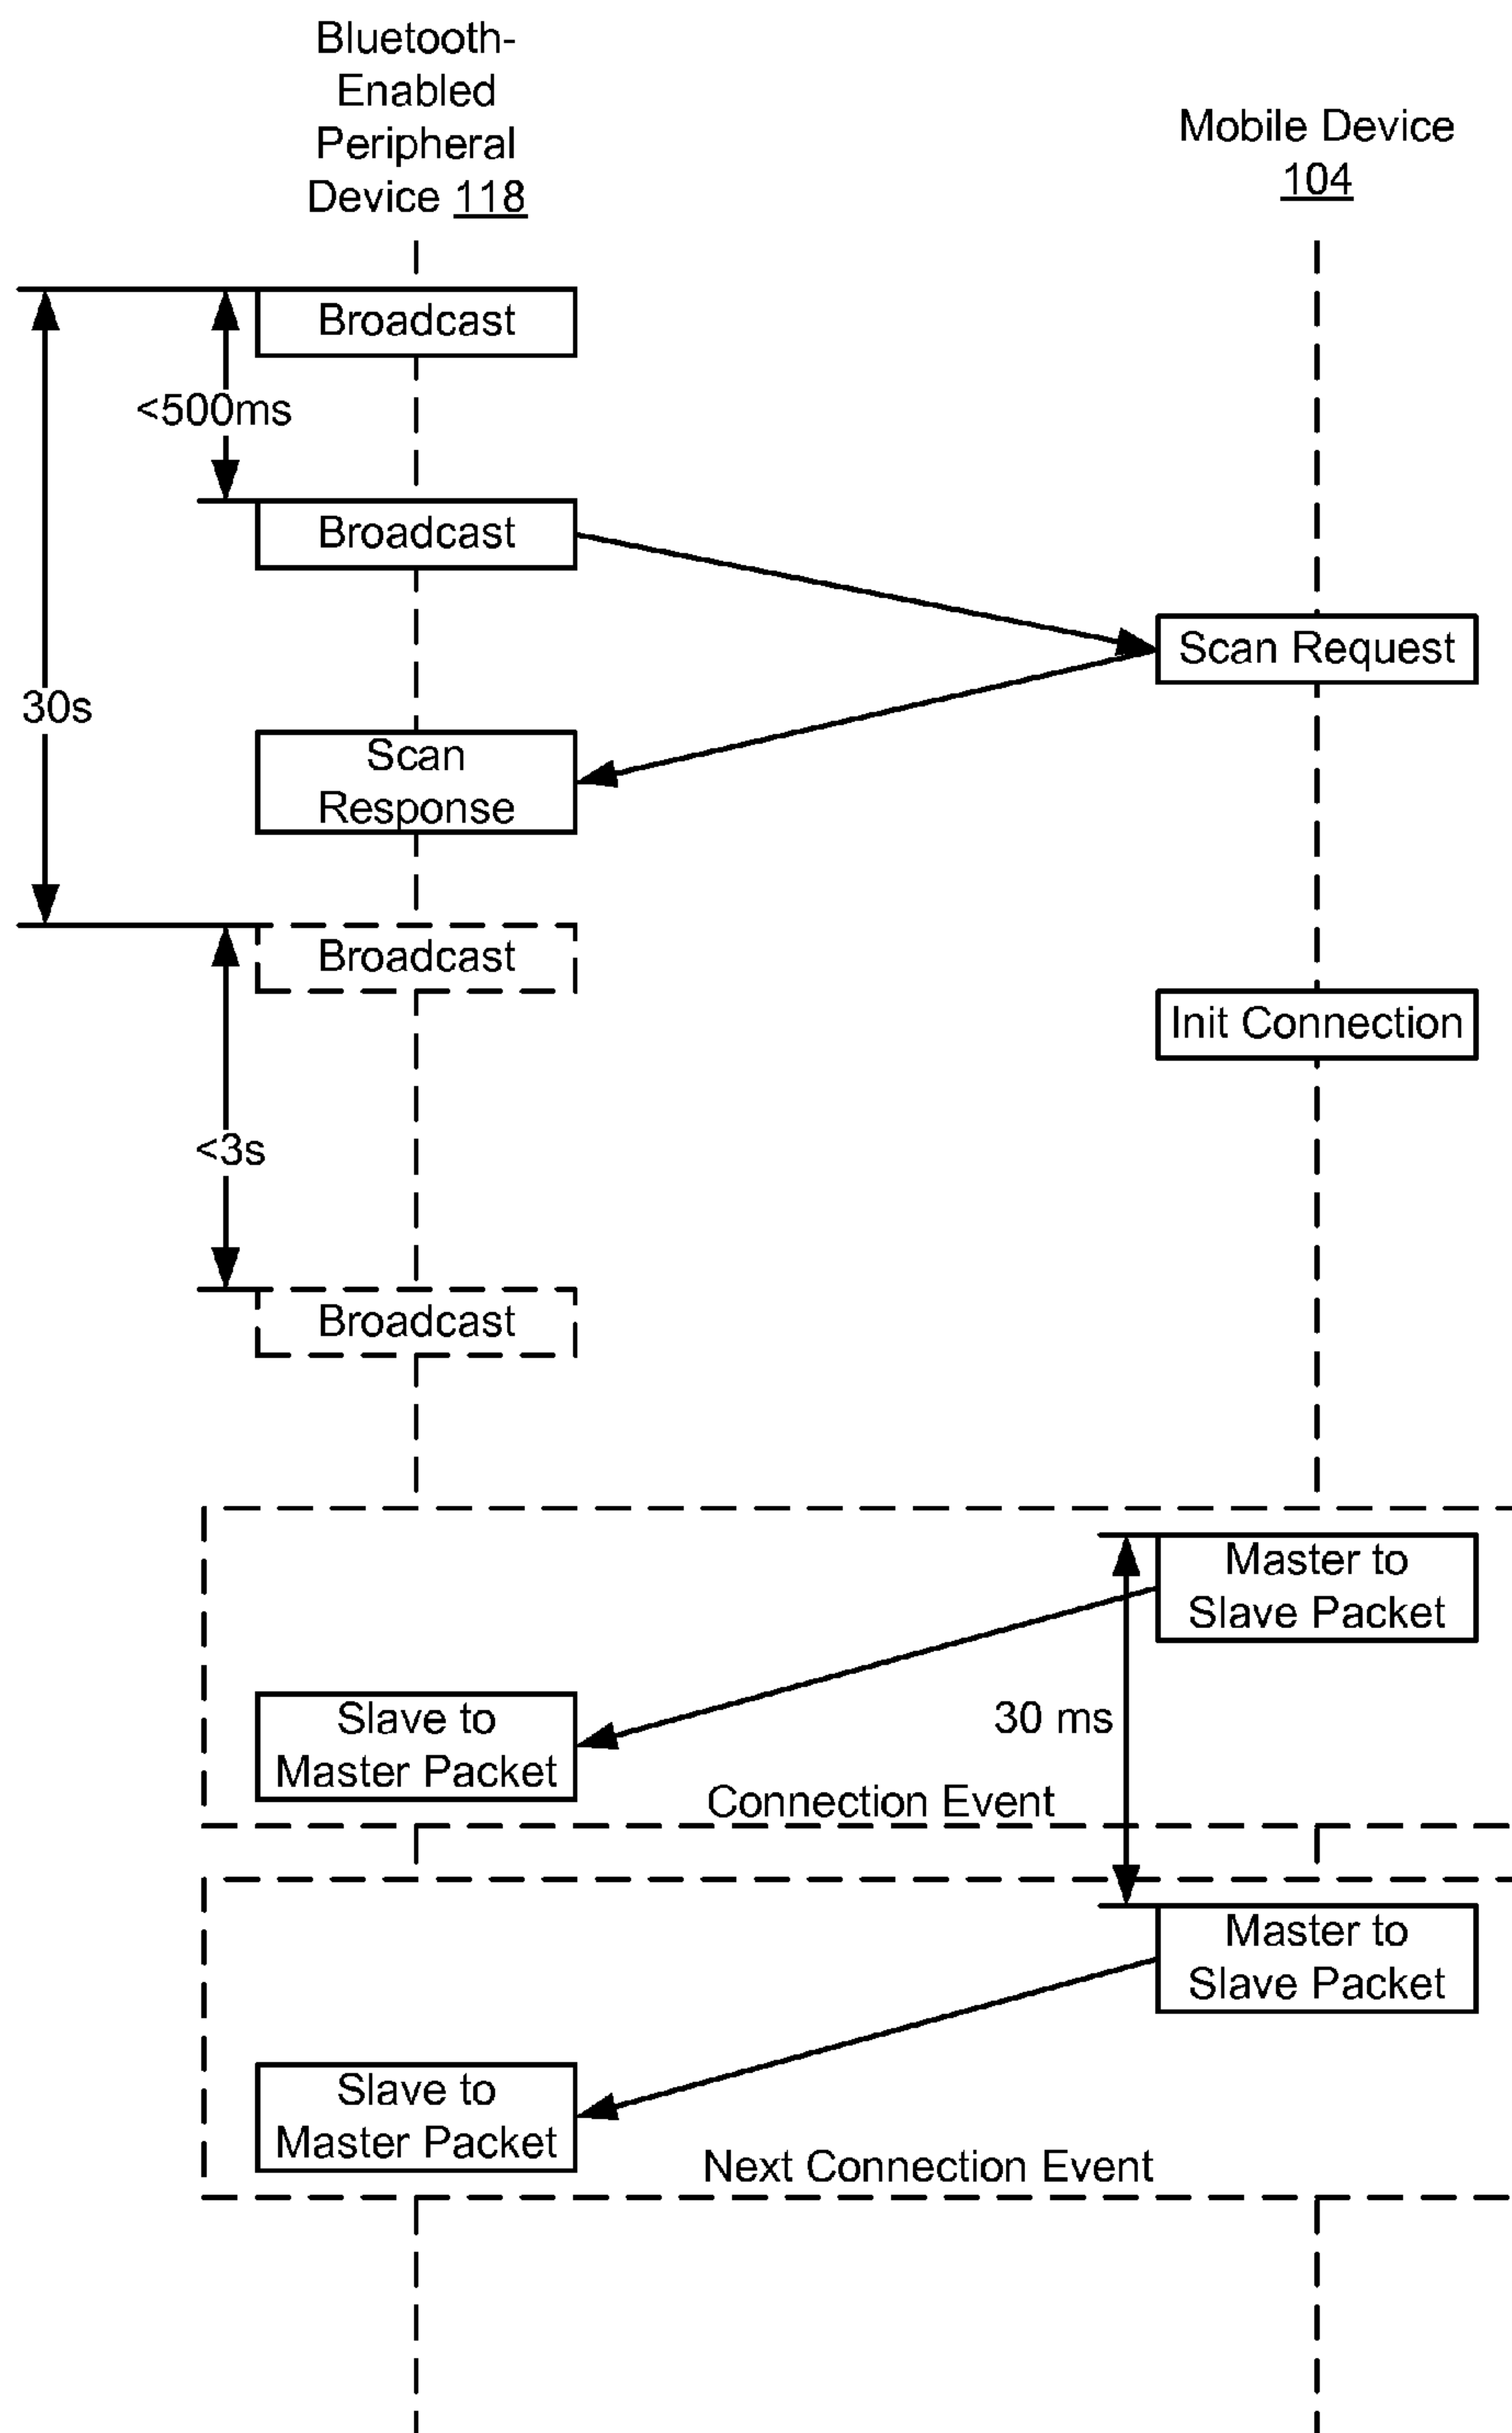 Bluetooth-
Enabled
Peripheral
Device 118
Mobile Device
104
Broadcast
<500ms
Broadcast
Scan Request
30s
Scan
Response
Broadcast
Init Connection
<3s
Broadcast
Master to
Slave Packet
Slave to
Master Packet
30 ms
Connection Event
Master to
Slave Packet
Slave to
Master Packet
Next Connection Event